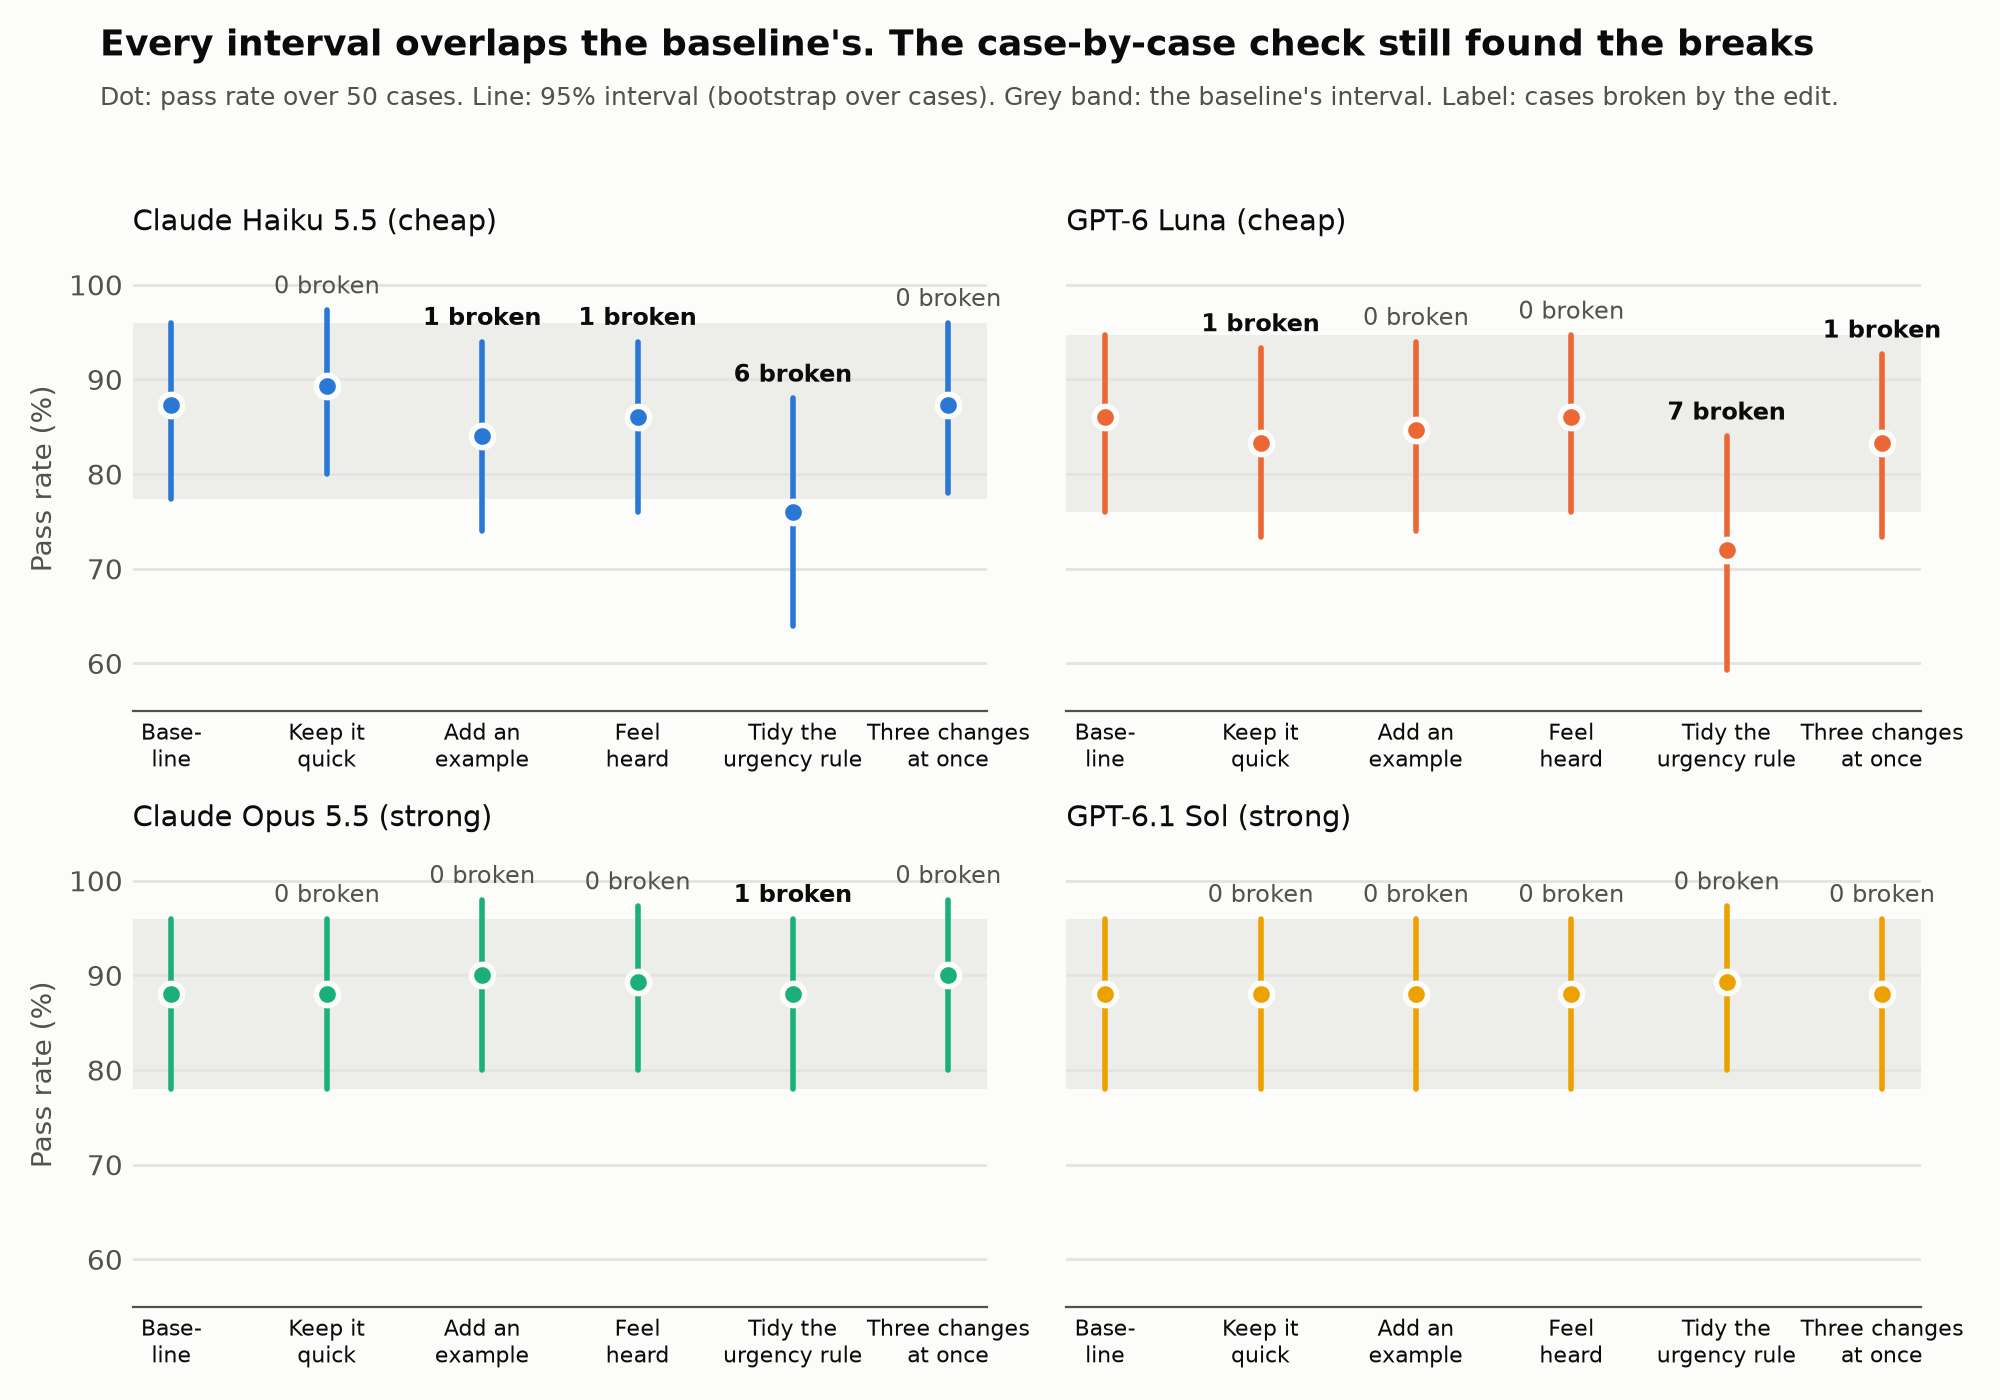 Every interval overlaps the baseline's. The case-by-case check still found the breaks
Dot: pass rate over 50 cases. Line: 95% interval (bootstrap over cases). Grey band: the baseline's interval. Label: cases broken by the edit.
Claude Haiku 5.5 (cheap)
Pass rate (%)
100
90
80
70
60
0 broken
1 broken
1 broken
6 broken
0 broken
Base-
line
Keep it
quick
Add an
example
Feel
heard
Tidy the
urgency rule
Three changes
at once
GPT-6 Luna (cheap)
1 broken
0 broken
0 broken
7 broken
1 broken
Base-
line
Keep it
quick
Add an
example
Feel
heard
Tidy the
urgency rule
Three changes
at once
Claude Opus 5.5 (strong)
Pass rate (%)
100
90
80
70
60
0 broken
0 broken
0 broken
1 broken
0 broken
Base-
line
Keep it
quick
Add an
example
Feel
heard
Tidy the
urgency rule
Three changes
at once
GPT-6.1 Sol (strong)
0 broken
0 broken
0 broken
0 broken
0 broken
Base-
line
Keep it
quick
Add an
example
Feel
heard
Tidy the
urgency rule
Three changes
at once